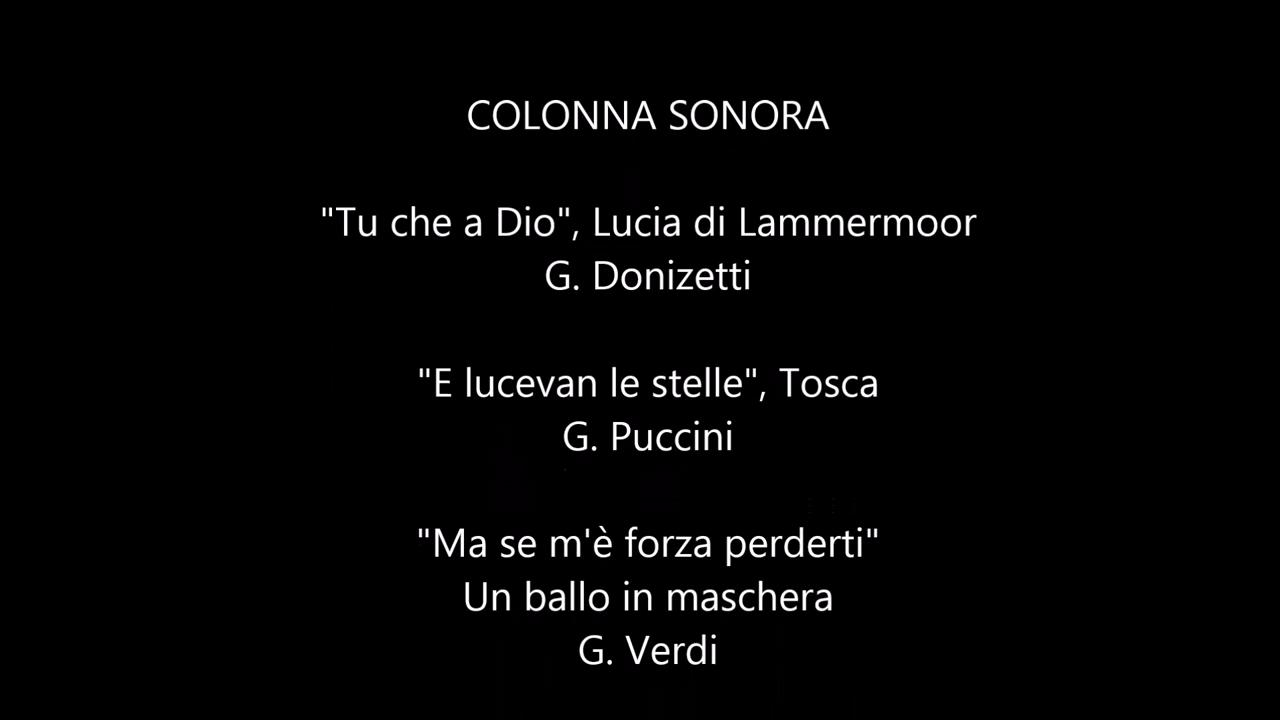 COLONNA SONORA
"Tu che a Dio", Lucia di Lammermoor
G. Donizetti
"E lucevan le stelle", Tosca
G. Puccini
"Ma se m'è forza perderti"
Un ballo in maschera
G. Verdi